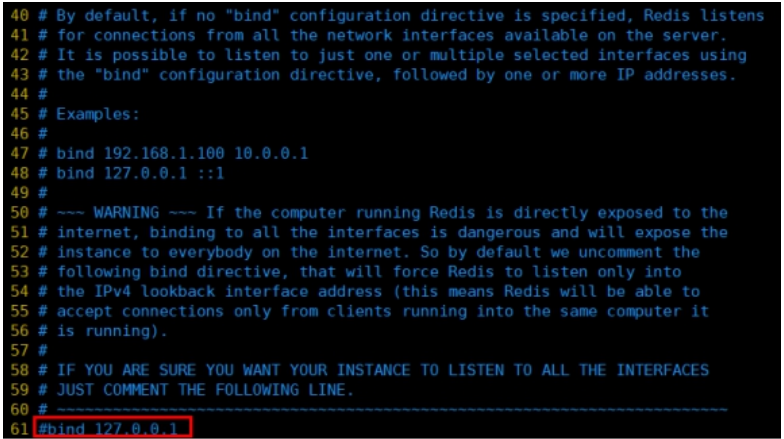 40 # By default, if no "bind" configuration directive is specified, Redis listens
41 # for connections from all the network interfaces available on the server.
42 # It is possible to listen to just one or multiple selected interfaces using
43 # the "bind" configuration directive, followed by one or more IP addresses.
44 #
45 # Examples:
46 #
47 # bind 192.168.1.100 10.0.0.1
48 # bind 127.0.0.1 ::1
49 #
50 # ~~~ WARNING ~~~ If the computer running Redis is directly exposed to the
51 # internet, binding to all the interfaces is dangerous and will expose the
52 # instance to everybody on the internet. So by default we uncomment the
53 # following bind directive, that will force Redis to listen only into
54 # the IPv4 lookback interface address (this means Redis will be able to
55 # accept connections only from clients running into the same computer it
56 # is running).
57 #
58 # IF YOU ARE SURE YOU WANT YOUR INSTANCE TO LISTEN TO ALL THE INTERFACES
59 # JUST COMMENT THE FOLLOWING LINE.
60 # ~~~~~~~~~~~~~~~~~~~~~~~~~~~~~~~~~~~~~~~~~~~~~~~~~~~~~~~~~~~~~~~~~~~~~~~~
61 #bind 127.0.0.1